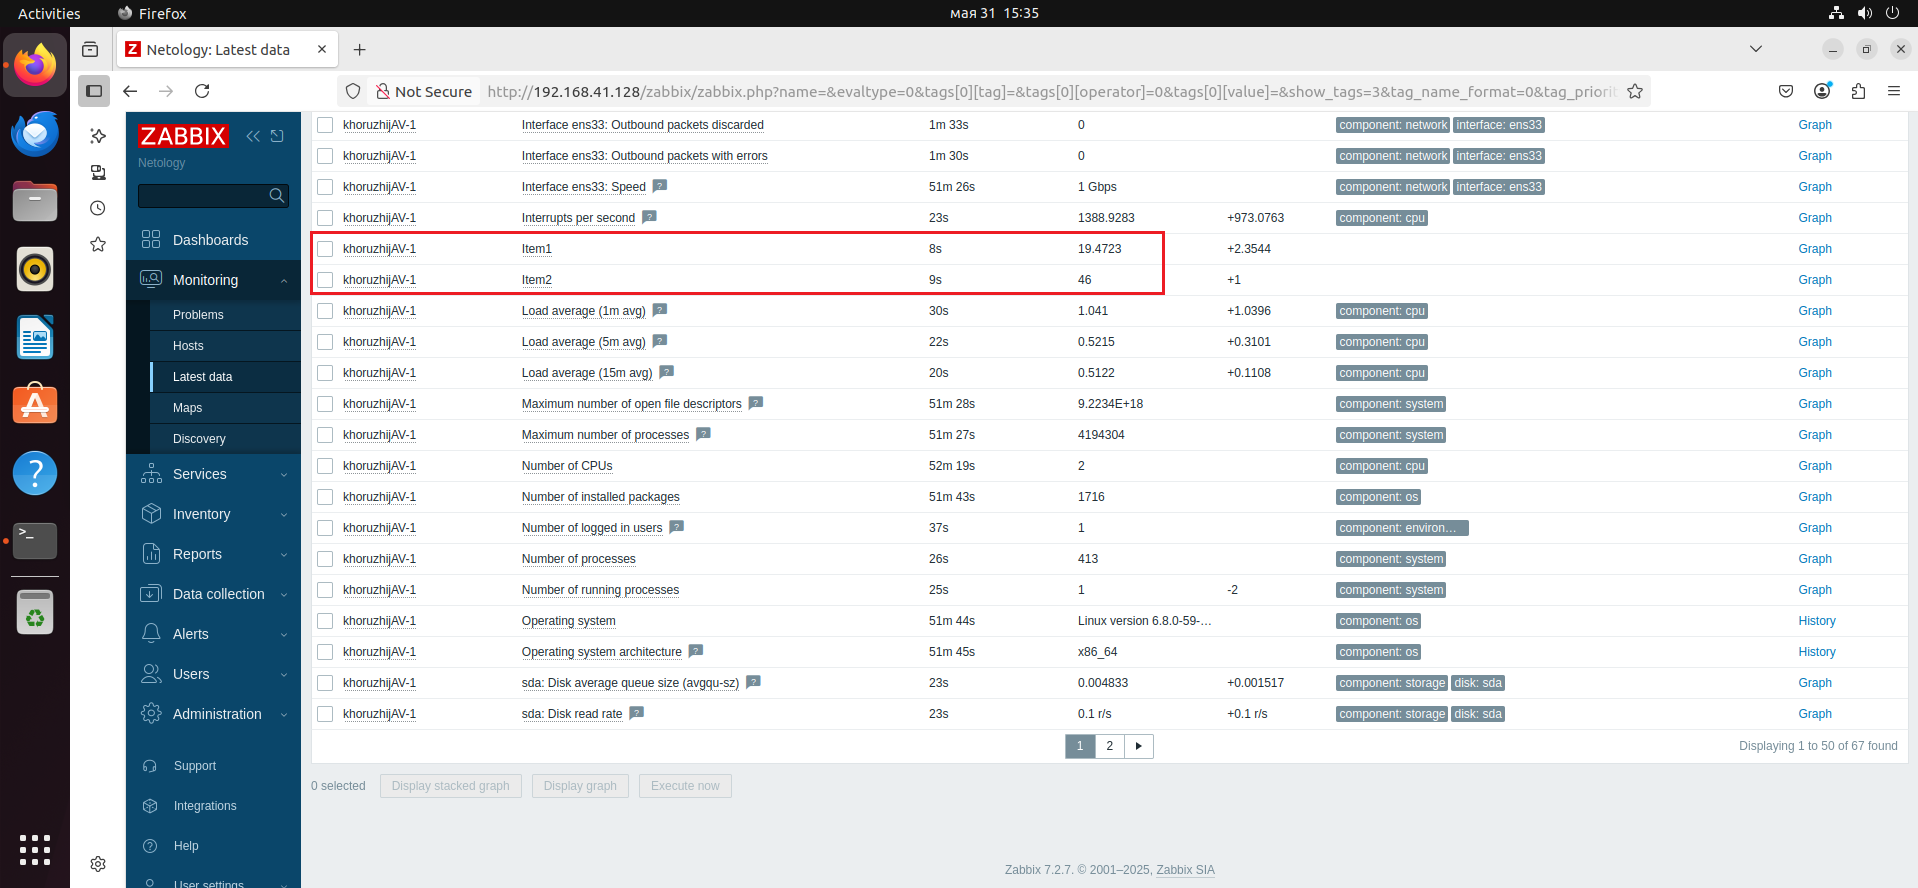 Activities Firefox мая 31 15:35
Netology: Latest data
Not Secure http://192.168.41.128/zabbix/zabbix.php?name=&evaltype=0&tags[0][tag]=&tags[0][operator]=0&tags[0][value]=&show_tags=3&tag_name_format=0&tag_priorit
ZABBIX
Netology
Dashboards
Monitoring
Problems
Hosts
Latest data
Maps
Discovery
Services
Inventory
Reports
Data collection
Alerts
Users
Administration
Support
Integrations
Help
User settings
khoruzhijAV-1 Interface ens33: Outbound packets discarded 1m 33s 0 component: network interface: ens33 Graph
khoruzhijAV-1 Interface ens33: Outbound packets with errors 1m 30s 0 component: network interface: ens33 Graph
khoruzhijAV-1 Interface ens33: Speed ? 51m 26s 1 Gbps component: network interface: ens33 Graph
khoruzhijAV-1 Interrupts per second ? 23s 1388.9283 +973.0763 component: cpu Graph
khoruzhijAV-1 Item1 8s 19.4723 +2.3544 Graph
khoruzhijAV-1 Item2 9s 46 +1 Graph
khoruzhijAV-1 Load average (1m avg) ? 30s 1.041 +1.0396 component: cpu Graph
khoruzhijAV-1 Load average (5m avg) ? 22s 0.5215 +0.3101 component: cpu Graph
khoruzhijAV-1 Load average (15m avg) ? 20s 0.5122 +0.1108 component: cpu Graph
khoruzhijAV-1 Maximum number of open file descriptors ? 51m 28s 9.2234E+18 component: system Graph
khoruzhijAV-1 Maximum number of processes ? 51m 27s 4194304 component: system Graph
khoruzhijAV-1 Number of CPUs 52m 19s 2 component: cpu Graph
khoruzhijAV-1 Number of installed packages 51m 43s 1716 component: os Graph
khoruzhijAV-1 Number of logged in users ? 37s 1 component: environ... Graph
khoruzhijAV-1 Number of processes 26s 413 component: system Graph
khoruzhijAV-1 Number of running processes 25s 1 -2 component: system Graph
khoruzhijAV-1 Operating system 51m 44s Linux version 6.8.0-59-... component: os History
khoruzhijAV-1 Operating system architecture ? 51m 45s x86_64 component: os History
khoruzhijAV-1 sda: Disk average queue size (avgqu-sz) ? 23s 0.004833 +0.001517 component: storage disk: sda Graph
khoruzhijAV-1 sda: Disk read rate ? 23s 0.1 r/s +0.1 r/s component: storage disk: sda Graph
1 2
Displaying 1 to 50 of 67 found
0 selected Display stacked graph Display graph Execute now
Zabbix 7.2.7. © 2001–2025, Zabbix SIA